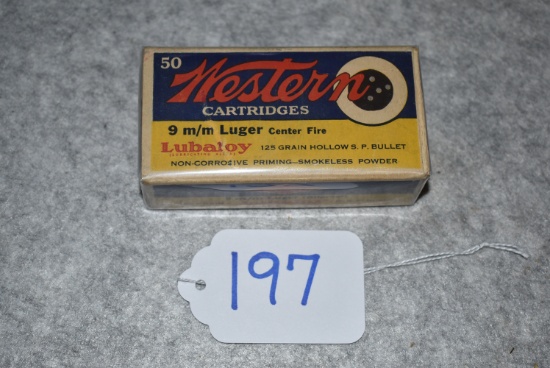 50
Western
CARTRIDGES
9 m/m Luger Center Fire
Lubaloy 125 GRAIN HOLLOW S. P. BULLET
NON-CORROSIVE PRIMING—SMOKELESS POWDER
197